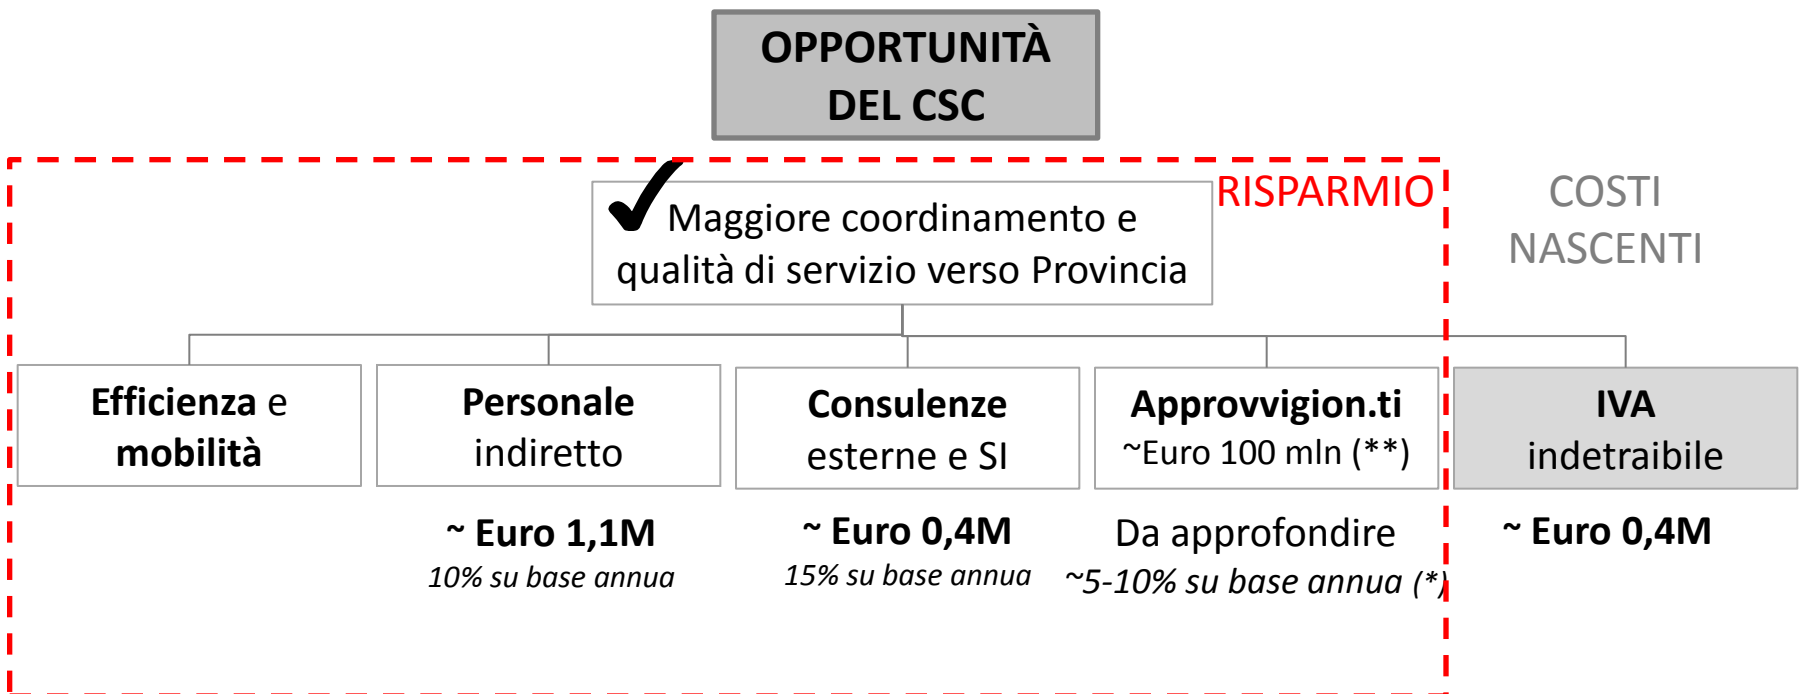 OPPORTUNITÀ
DEL CSC
RISPARMIO
COSTI
NASCENTI
Maggiore coordinamento e
qualità di servizio verso Provincia
Efficienza e
mobilità
Personale
indiretto
~ Euro 1,1M
10% su base annua
Consulenze
esterne e SI
~ Euro 0,4M
15% su base annua
Approvvigion.ti
~Euro 100 mln (**)
Da approfondire
~5-10% su base annua (*)
IVA
indetraibile
~ Euro 0,4M